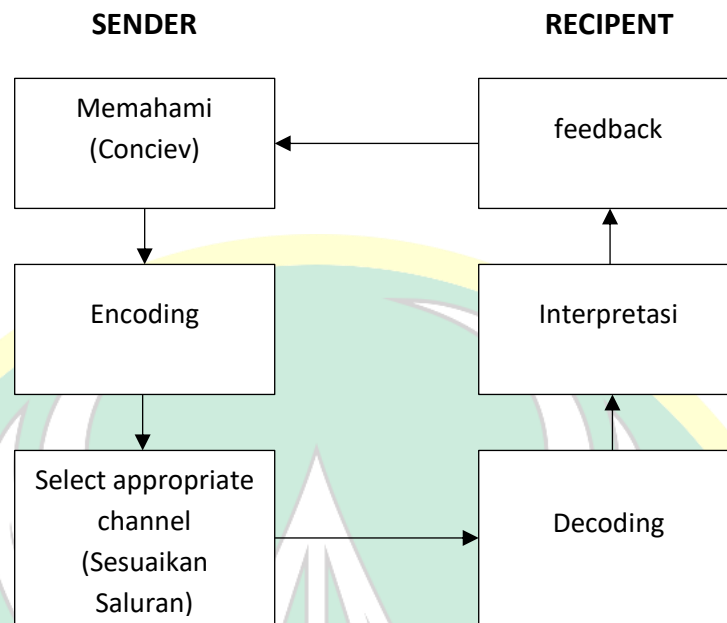 SENDER
RECIPENT
Memahami
(Conciev)
feedback
Encoding
Interpretasi
Select appropriate
channel
(Sesuaikan
Saluran)
Decoding